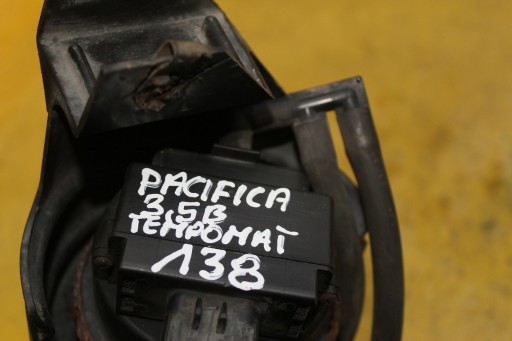 PACIFICA
3,5B
TEMPOMAT
138